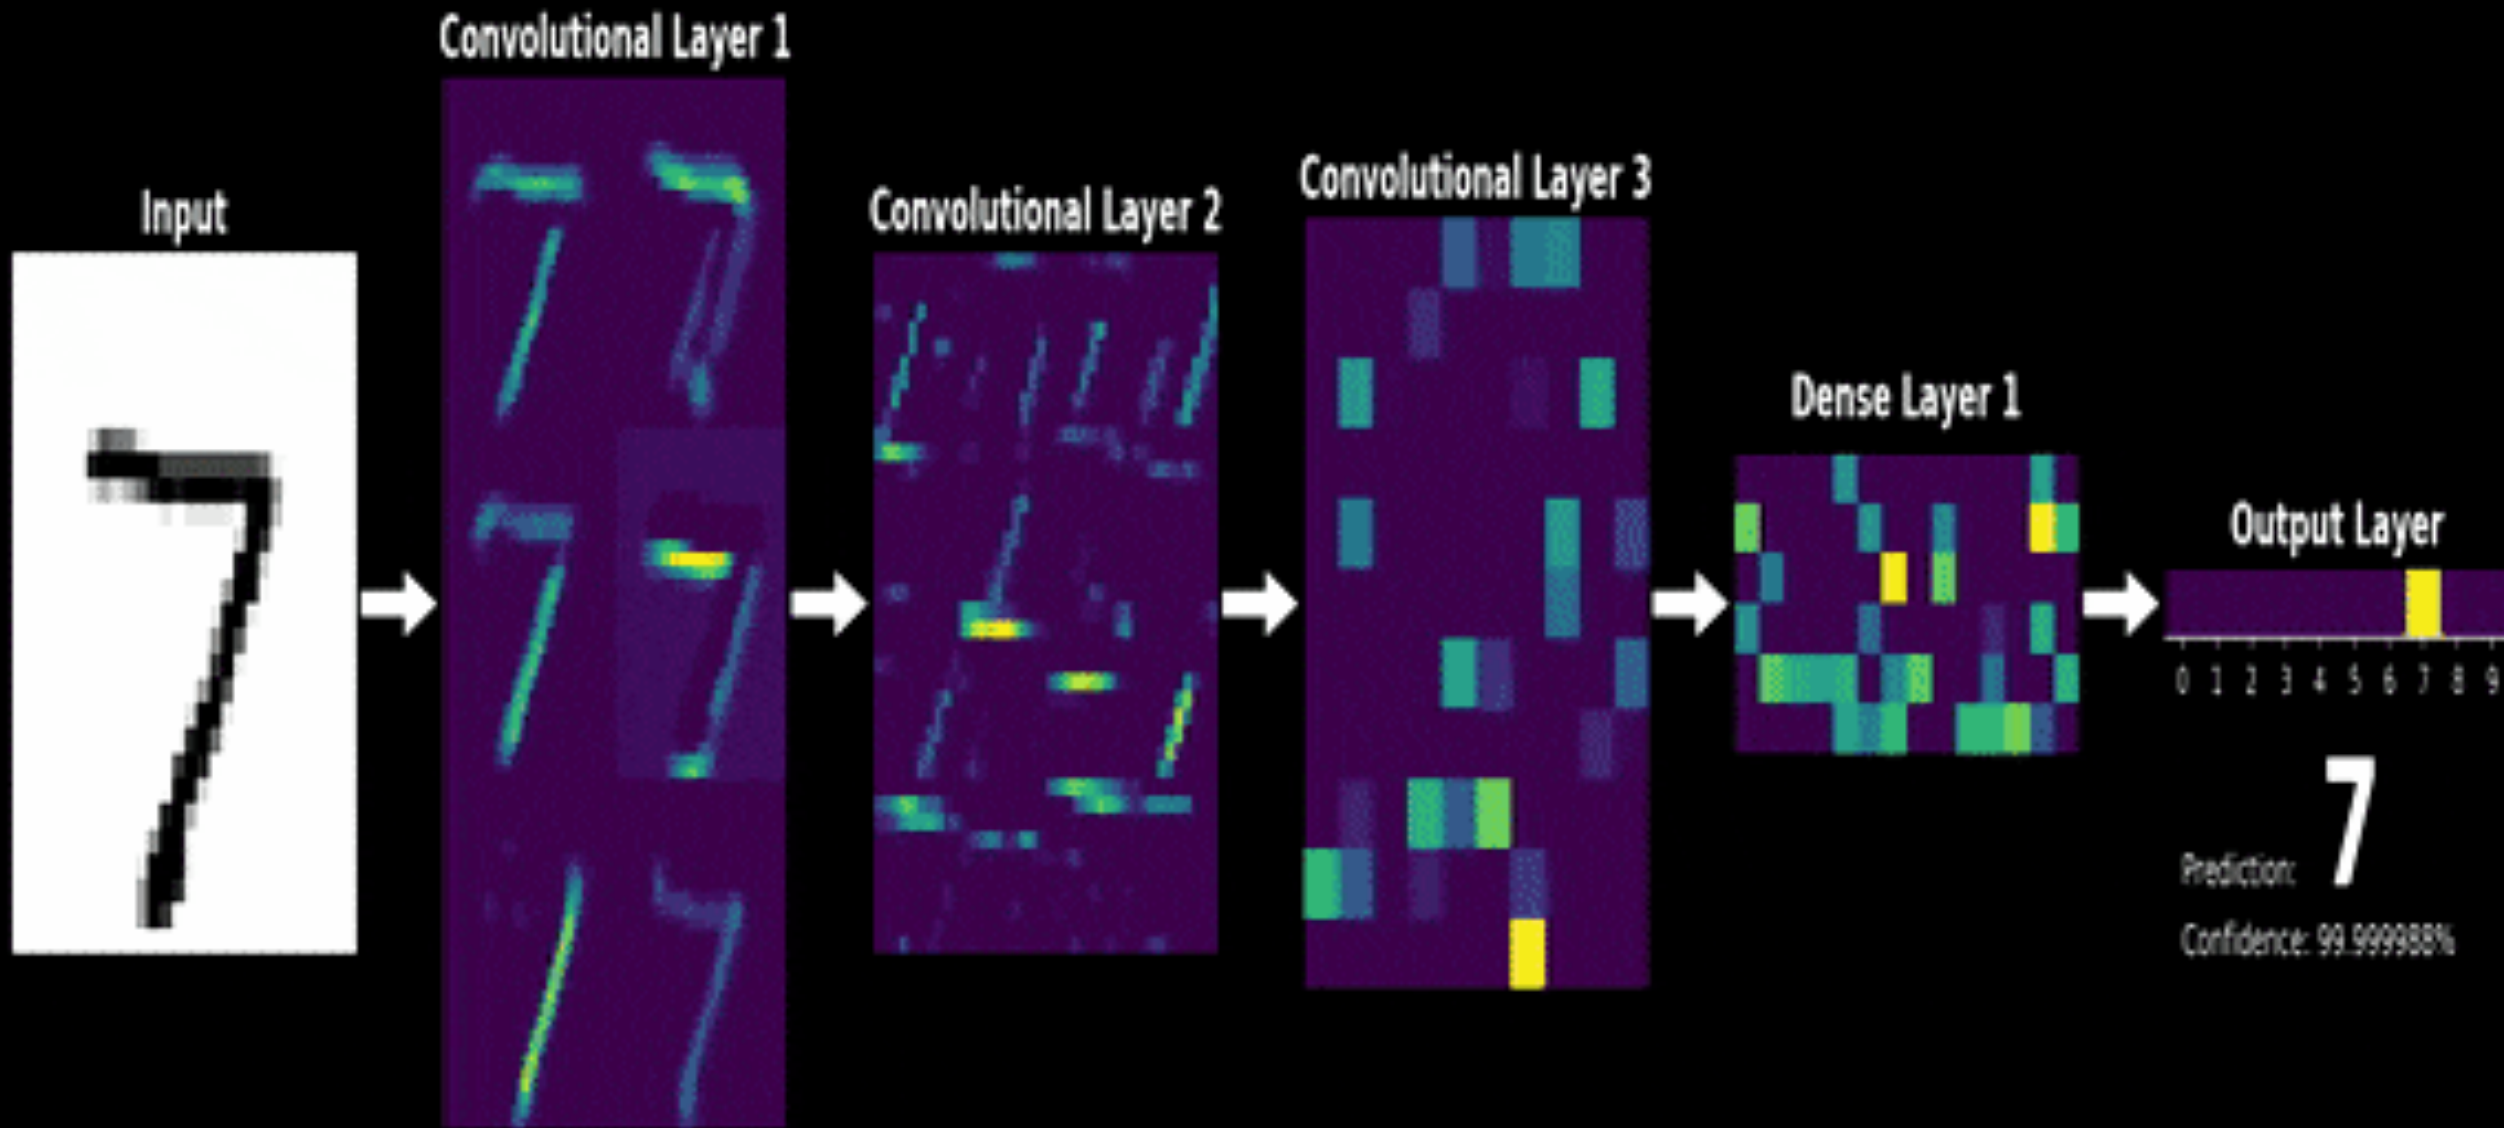 Input
Convolutional Layer 1
Convolutional Layer 2
Convolutional Layer 3
Dense Layer 1
Output Layer
0 1 2 3 4 5 6 7 8 9
Prediction: 7
Confidence: 99.999988%